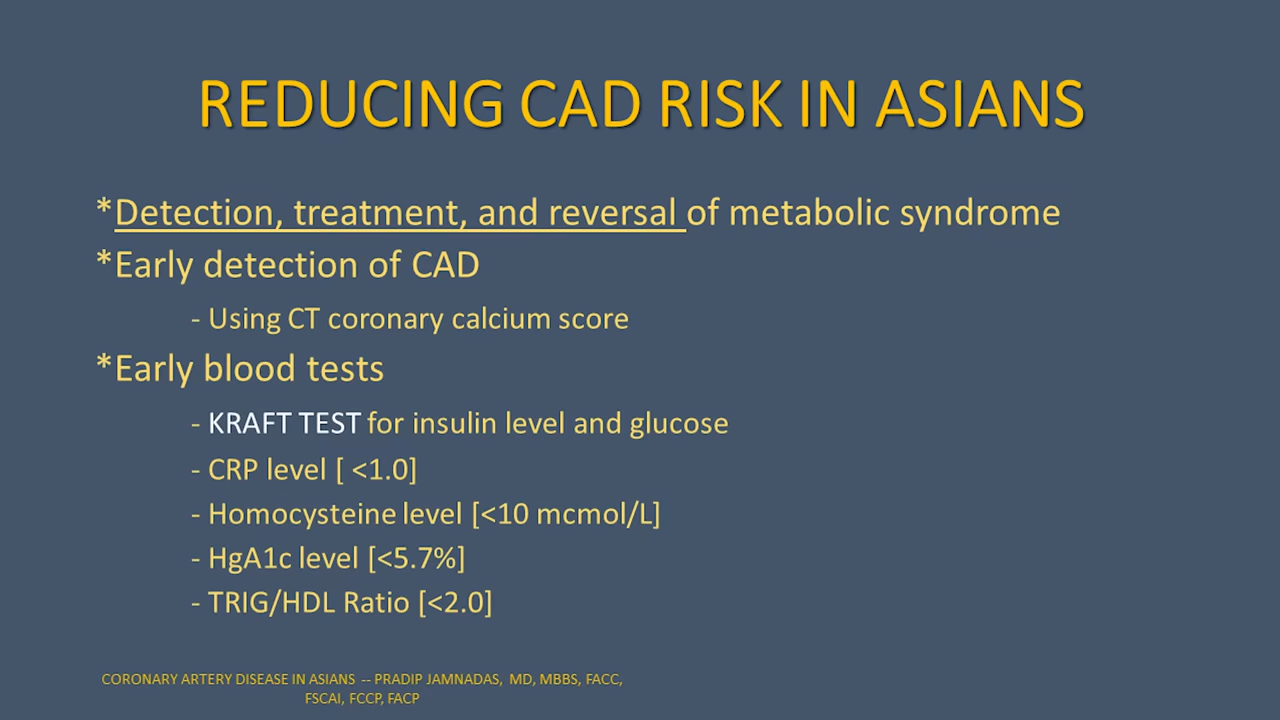 REDUCING CAD RISK IN ASIANS
*Detection, treatment, and reversal of metabolic syndrome
*Early detection of CAD
- Using CT coronary calcium score
*Early blood tests
- KRAFT TEST for insulin level and glucose
- CRP level [ <1.0]
- Homocysteine level [<10 mcmol/L]
- HgA1c level [<5.7%]
- TRIG/HDL Ratio [<2.0]
CORONARY ARTERY DISEASE IN ASIANS -- PRADIP JAMNADAS, MD, MBBS, FACC,
FSCAI, FCCP, FACP